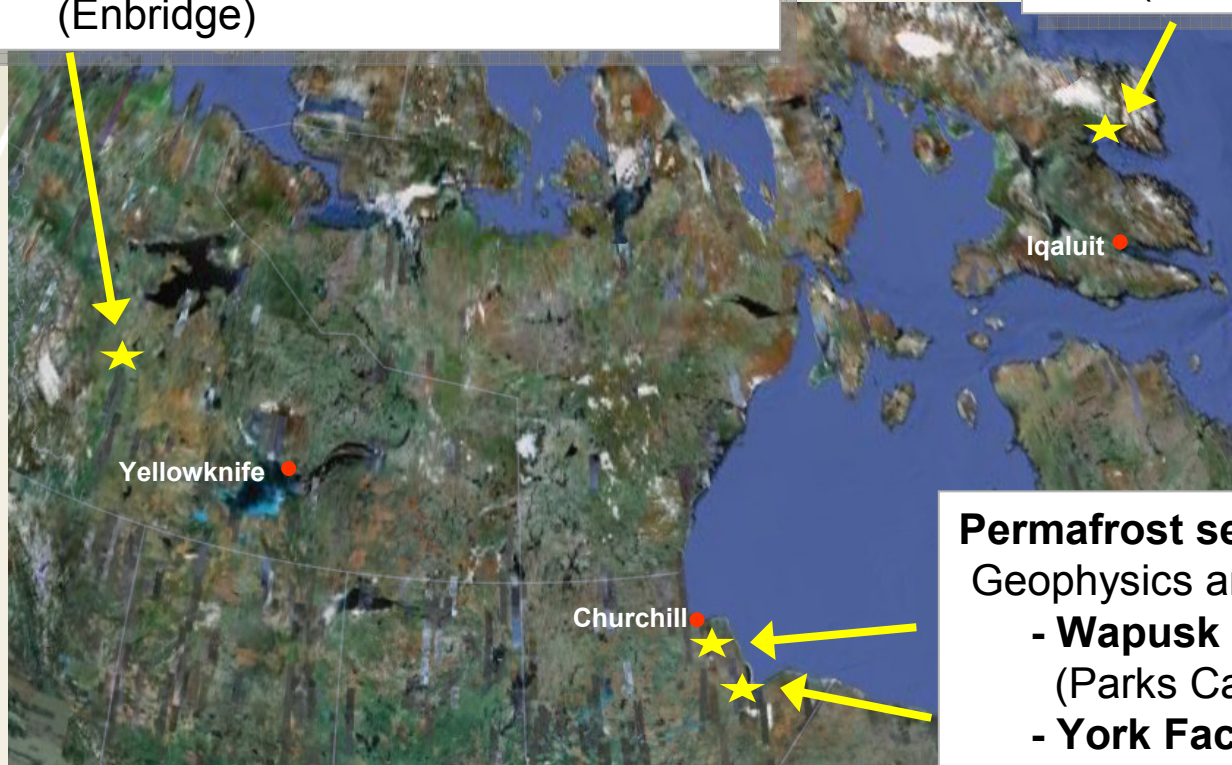 (Enbridge)
Iqaluit
Yellowknife
Churchill
Permafrost se
Geophysics a
- Wapusk
(Parks Ca
- York Fac